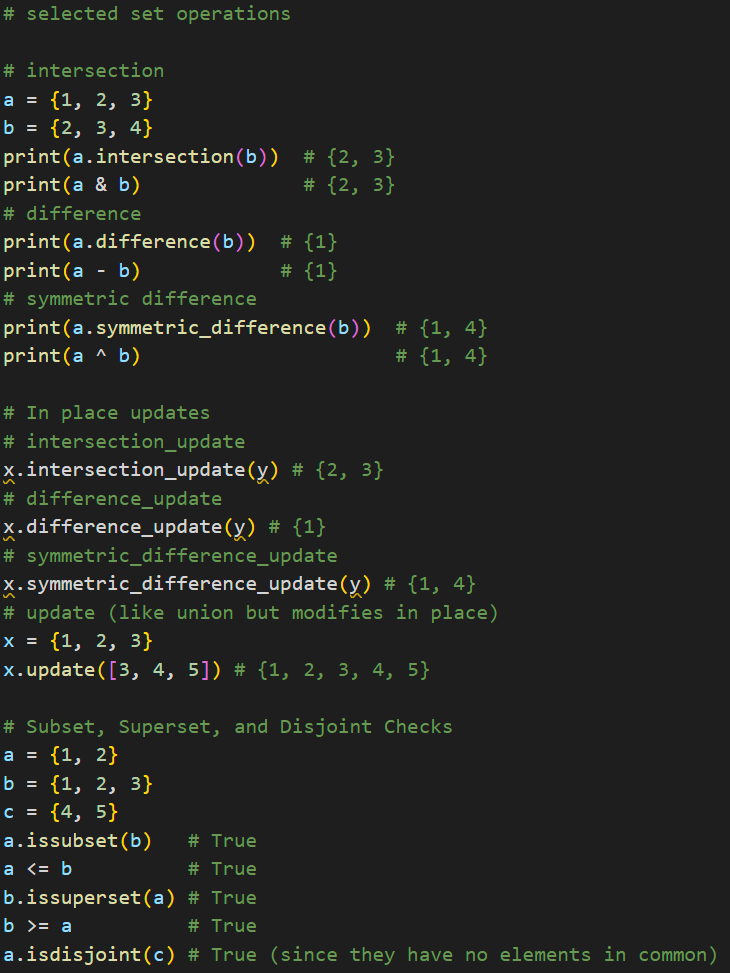 # selected set operations

# intersection
a = {1, 2, 3}
b = {2, 3, 4}
print(a.intersection(b))  # {2, 3}
print(a & b)              # {2, 3}
# difference
print(a.difference(b))  # {1}
print(a - b)            # {1}
# symmetric difference
print(a.symmetric_difference(b))  # {1, 4}
print(a ^ b)                      # {1, 4}

# In place updates
# intersection_update
x.intersection_update(y) # {2, 3}
# difference_update
x.difference_update(y) # {1}
# symmetric_difference_update
x.symmetric_difference_update(y) # {1, 4}
# update (like union but modifies in place)
x = {1, 2, 3}
x.update([3, 4, 5]) # {1, 2, 3, 4, 5}

# Subset, Superset, and Disjoint Checks
a = {1, 2}
b = {1, 2, 3}
c = {4, 5}
a.issubset(b)   # True
a <= b          # True
b.issuperset(a) # True
b >= a          # True
a.isdisjoint(c) # True (since they have no elements in common)